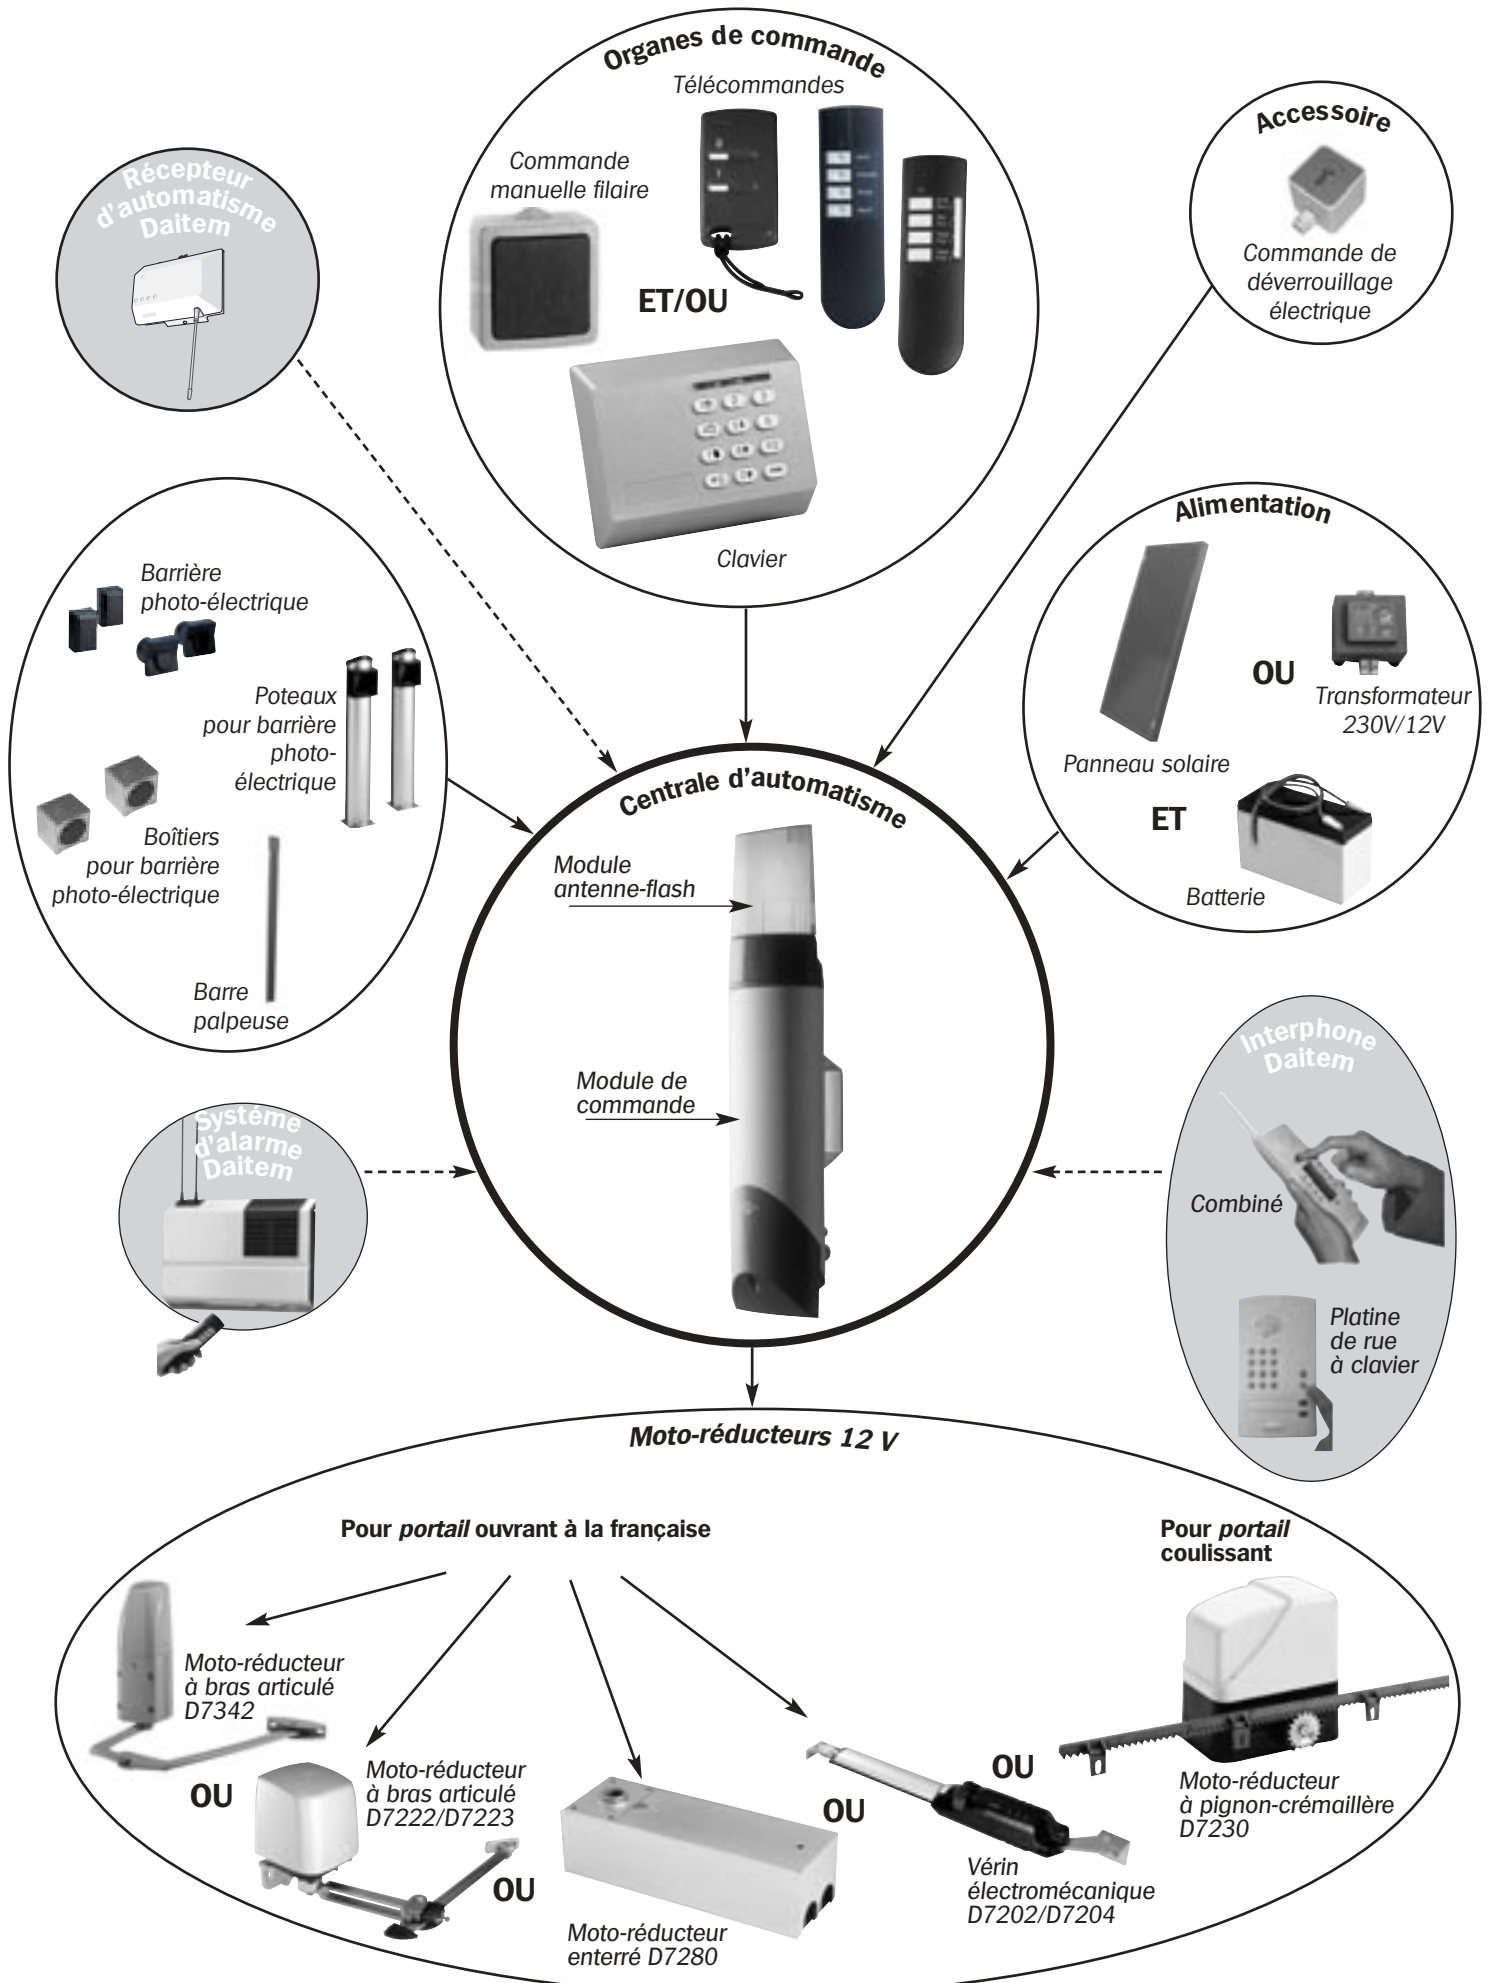 Organes de commande
Télécommandes
Commande
manuelle filaire
ET/OU
Clavier
Accessoire
Commande de
déverrouillage
électrique
Récepteur
d'automatisme
Daitem
Alimentation
OU
Transformateur
230V/12V
Panneau solaire
ET
Batterie
Barrière
photo-électrique
Poteaux
pour barrière
photo-
électrique
Boîtiers
pour barrière
photo-électrique
Barre
palpeuse
Centrale d'automatisme
Module
antenne-flash
Module de
commande
Systéme
d'alarme
Daitem
Interphone
Daitem
Combiné
Platine
de rue
à clavier
Moto-réducteurs 12 V
Pour portail ouvrant à la française
Pour portail
coulissant
Moto-réducteur
à bras articulé
D7342
OU
Moto-réducteur
à bras articulé
D7222/D7223
OU
Moto-réducteur
enterré D7280
OU
Vérin
électromécanique
D7202/D7204
OU
Moto-réducteur
à pignon-crémaillère
D7230